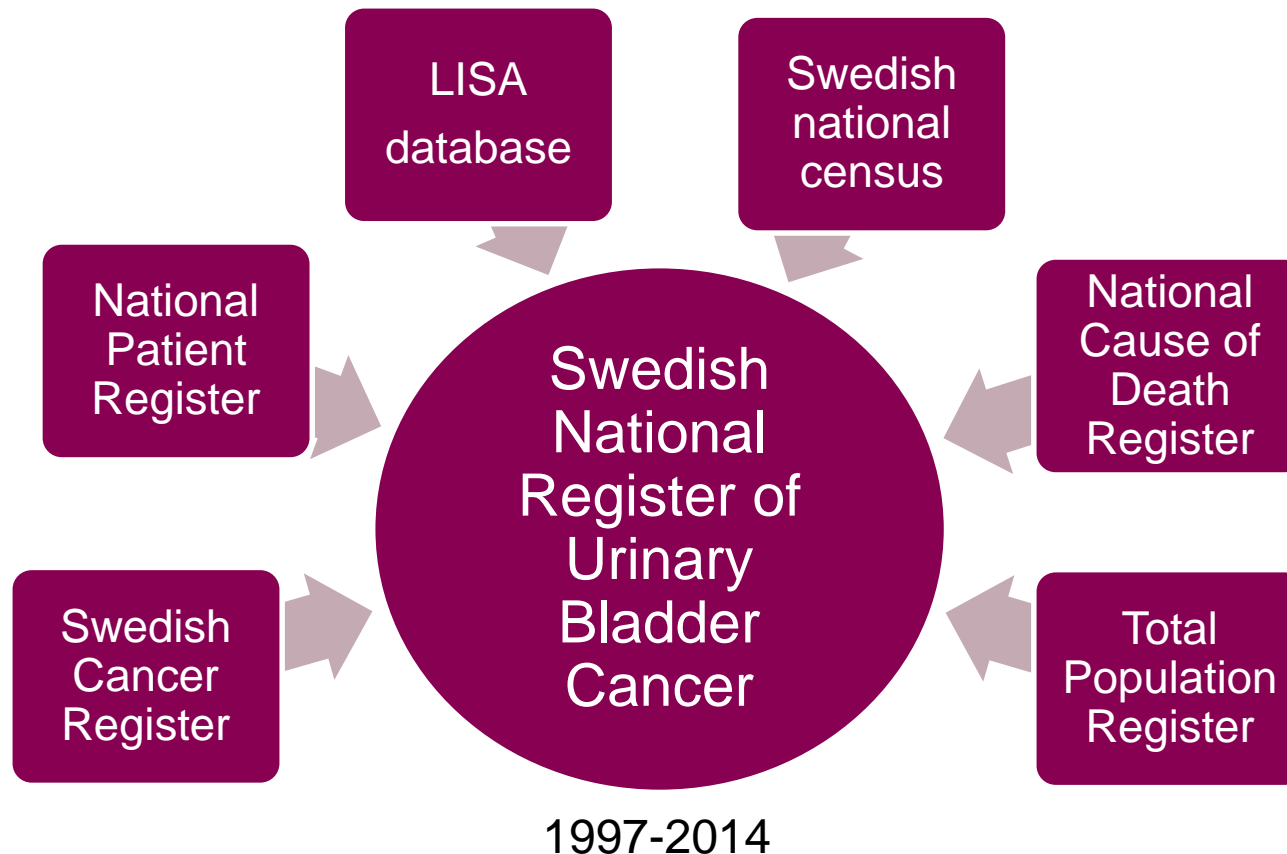 LISA
database
Swedish
national
census
National
Patient
Register
National
Cause of
Death
Register
Swedish
National
Register of
Urinary
Bladder
Cancer
Swedish
Cancer
Register
Total
Population
Register
1997-2014